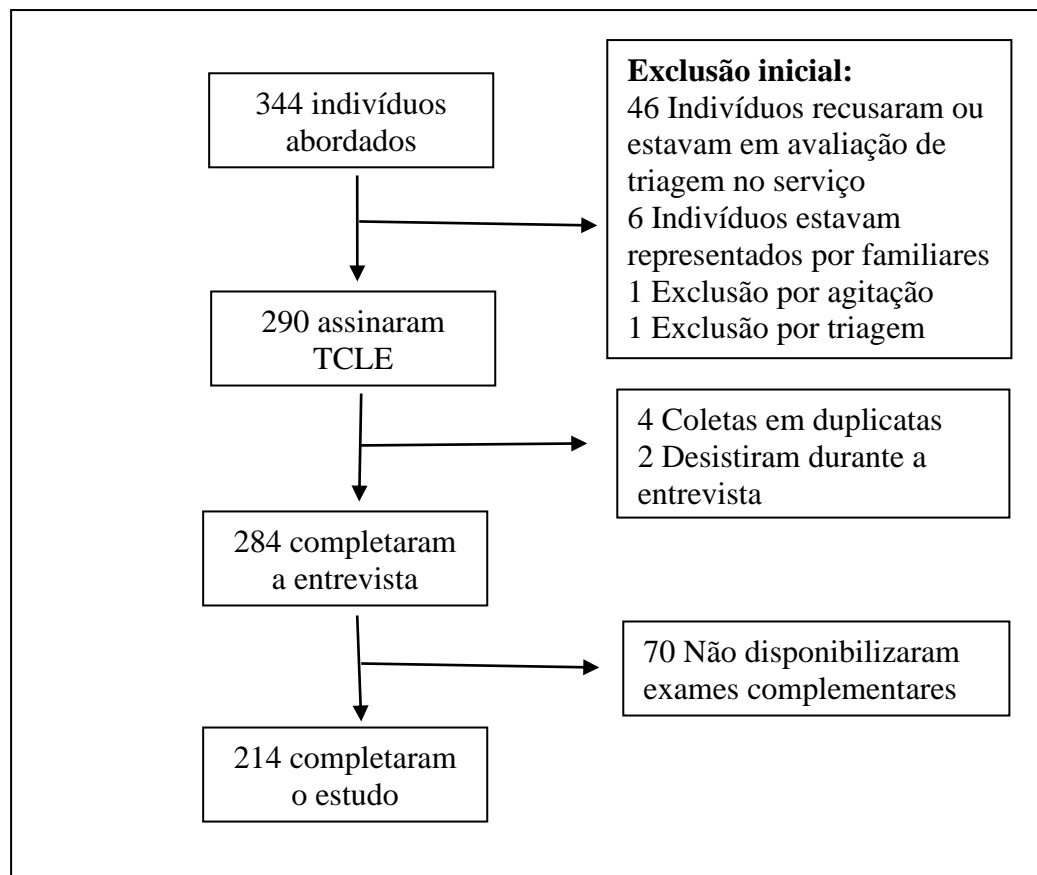 344 indivíduos
abordados
Exclusão inicial:
46 Indivíduos recusaram ou
estavam em avaliação de
triagem no serviço
6 Indivíduos estavam
representados por familiares
1 Exclusão por agitação
1 Exclusão por triagem
290 assinaram
TCLE
4 Coletas em duplicatas
2 Desistiram durante a
entrevista
284 completaram
a entrevista
70 Não disponibilizaram
exames complementares
214 completaram
o estudo